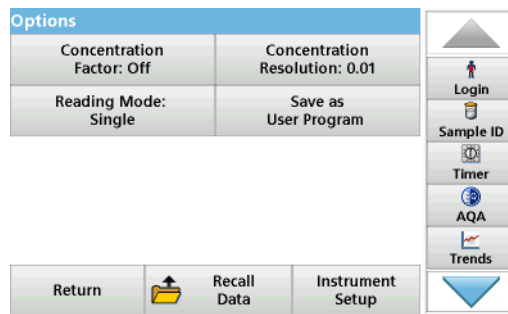 Options
Concentration
Factor: Off
Concentration
Resolution: 0.01
Reading Mode:
Single
Save as
User Program
Login
Sample ID
Timer
AQA
Trends
Return
Recall
Data
Instrument
Setup